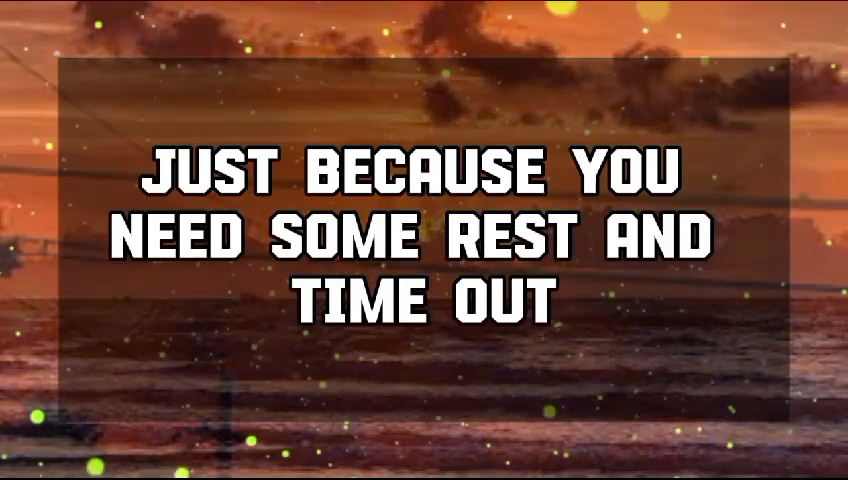 JUST BECAUSE YOU
NEED SOME REST AND
TIME OUT